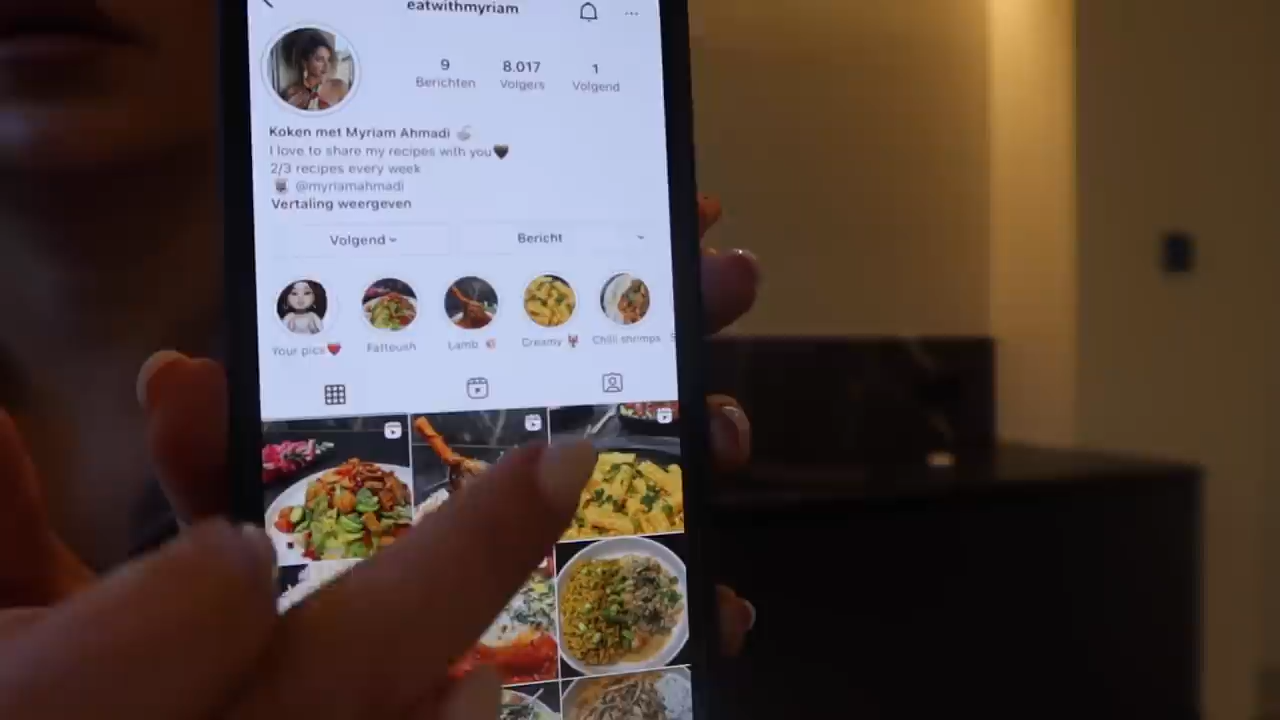 eatwithmyriam
9 8.017 1
Berichten Volgers Volgend
Koken met Myriam Ahmadi
I love to share my recipes with you🖤
2/3 recipes every week
@myriamahmadi
Vertaling weergeven
Volgend Bericht
Your pics❤️ Fattoush Lamb Creamy 🦞 Chilli shrimps S